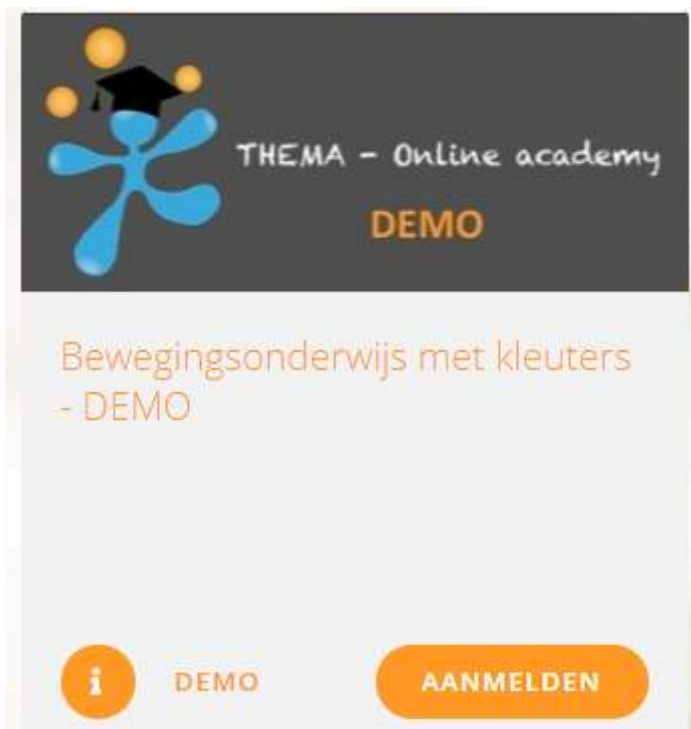 THEMA - Online academy
DEMO
Bewegingsonderwijs met kleuters
- DEMO
i DEMO AANMELDEN